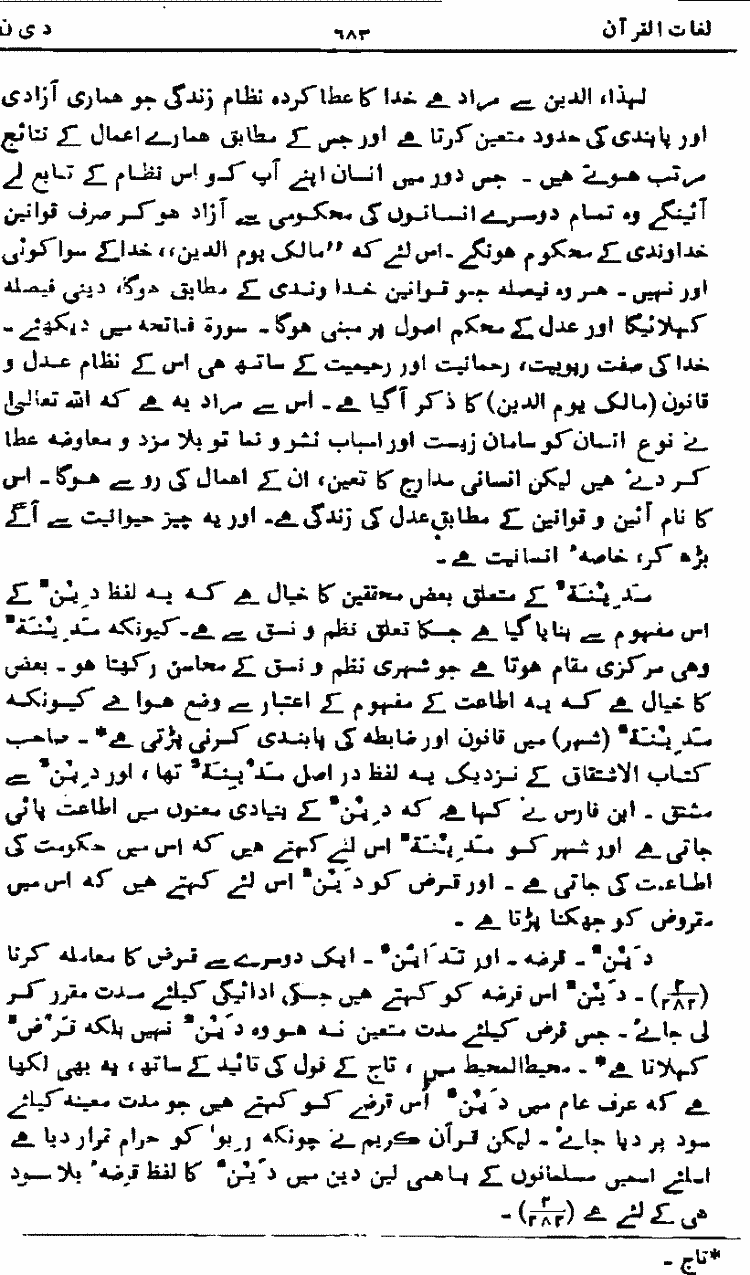 لغات القرآن ٦٨٣ د ی ن
لہذا، الدین سے مراد ہے خدا کا عطا کردہ نظام زندگی جو ہماری آزادی
اور پابندی کی حدود متعین کرتا ہے اور جس کے مطابق ہمارے اعمال کے نتائج
مرتب ہوتے ہیں ۔ جس دور میں انسان اپنے آپ کو اس نظام کے تابع لے
آئینگے وہ تمام دوسرے انسانوں کی محکومی سے آزاد ہو کر صرف قوانین
خداوندی کے محکوم ہونگے ۔ اس لئے کہ ’’مالک یوم الدین،، خدا کے سوا کوئی
اور نہیں ۔ ہر وہ فیصلہ جو قوانین خدا وندی کے مطابق ہوگا، دینی فیصلہ
کہلائیگا اور عدل کے محکم اصول پر مبنی ہوگا ۔ سورة فاتحہ میں دیکھئے ۔
خدا کی صفت ربوبیت، رحمانیت اور رحیمیت کے ساتھ ہی اس کے نظام عدل و
قانون (مالک یوم الدین) کا ذکر آ گیا ہے ۔ اس سے مراد یہ ہے کہ اللہ تعالیٰ
نے نوع انسان کو سامان زیست اور اسباب نشو و نما تو بلا مزد و معاوضہ عطا
کر دئے ہیں لیکن انسانی مدارج کا تعین، ان کے اعمال کی رو سے ہوگا ۔ اس
کا نام آئین و قوانین کے مطابق عدل کی زندگی ہے ۔ اور یہ چیز حیوانیت سے آگے
بڑھ کر، خاصۂ انسانیت ہے ۔
مَدِیْنَۃٌ کے متعلق بعض محققین کا خیال ہے کہ یہ لفظ دِیْنٌ کے
اس مفہوم سے بنایا گیا ہے جسکا تعلق نظم و نسق سے ہے ۔ کیونکہ مَدِیْنَۃٌ
وہی مرکزی مقام ہوتا ہے جو شہری نظم و نسق کے محاسن رکھتا ہو ۔ بعض
کا خیال ہے کہ یہ اطاعت کے مفہوم کے اعتبار سے وضع ہوا ہے کیونکہ
مَدِیْنَۃٌ (شہر) میں قانون اور ضابطہ کی پابندی کرنی پڑتی ہے* ۔ صاحب
کتاب الاشتقاق کے نزدیک یہ لفظ در اصل مَدْیِنَۃٌ تھا ، اور دِیْنٌ سے
مشتق ۔ ابن فارس نے کہا ہے کہ دِیْنٌ کے بنیادی معنوں میں اطاعت پائی
جاتی ہے اور شہر کو مَدِیْنَۃٌ اس لئے کہتے ہیں کہ اس میں حکومت کی
اطاعت کی جاتی ہے ۔ اور قرض کو دَیْنٌ اس لئے کہتے ہیں کہ اس میں
مقروض کو جھکنا پڑتا ہے ۔
دَیْنٌ ۔ قرضہ ۔ اور تَدَایُنٌ ۔ ایک دوسرے سے قرض کا معاملہ کرنا
(۲/۲۸۲) ۔ دَیْنٌ اس قرضہ کو کہتے ہیں جسکی ادائیگی کیلئے مدت مقرر کر
لی جائے ۔ جس قرض کیلئے مدت متعین نہ ہو وہ دَیْنٌ نہیں بلکہ قَرْضٌ
کہلاتا ہے* ۔ محیط المحیط میں ، تاج کے قول کی تائید کے ساتھ، یہ بھی لکھا
ہے کہ عرف عام میں دَیْنٌ اُس قرضے کو کہتے ہیں جو مدت معینہ کیلئے
سود پر دیا جائے ۔ لیکن قرآن کریم نے چونکہ رِبٰو کو حرام قرار دیا ہے
اسلئے اسمیں مسلمانوں کے باہمی لین دین میں دَیْنٌ کا لفظ قرضۂ بلا سود
ہی کے لئے ہے (۲/۲۸۲) ۔
*تاج ۔